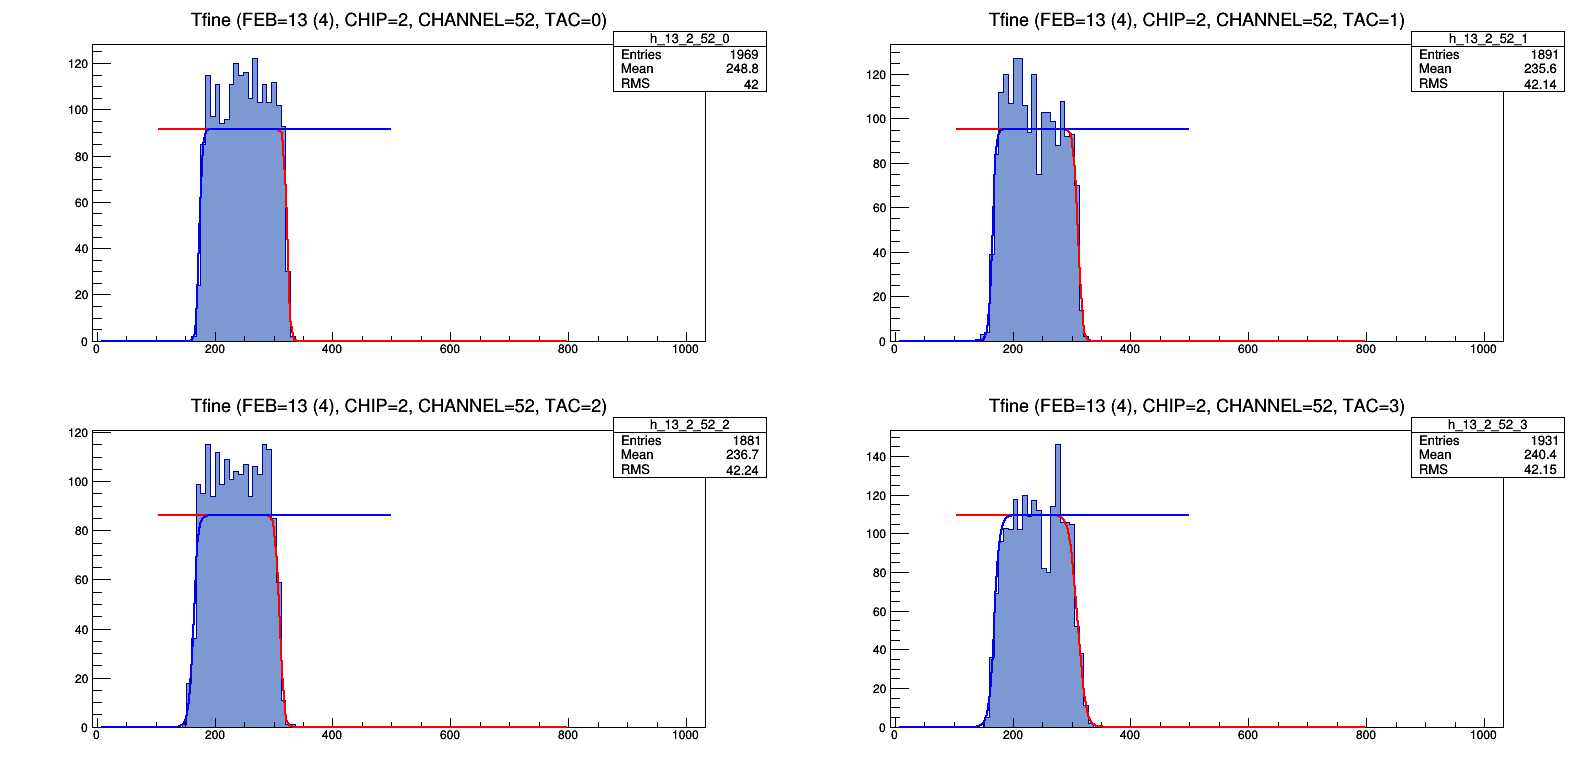 Tfine (FEB=13 (4), CHIP=2, CHANNEL=52, TAC=0)
h_13_2_52_0
Entries 1969
Mean 248.8
RMS 42
120
100
80
60
40
20
0
0 200 400 600 800 1000
Tfine (FEB=13 (4), CHIP=2, CHANNEL=52, TAC=1)
h_13_2_52_1
Entries 1891
Mean 235.6
RMS 42.14
120
100
80
60
40
20
0
0 200 400 600 800 1000
Tfine (FEB=13 (4), CHIP=2, CHANNEL=52, TAC=2)
h_13_2_52_2
Entries 1881
Mean 236.7
RMS 42.24
120
100
80
60
40
20
0
0 200 400 600 800 1000
Tfine (FEB=13 (4), CHIP=2, CHANNEL=52, TAC=3)
h_13_2_52_3
Entries 1931
Mean 240.4
RMS 42.15
140
120
100
80
60
40
20
0
0 200 400 600 800 1000